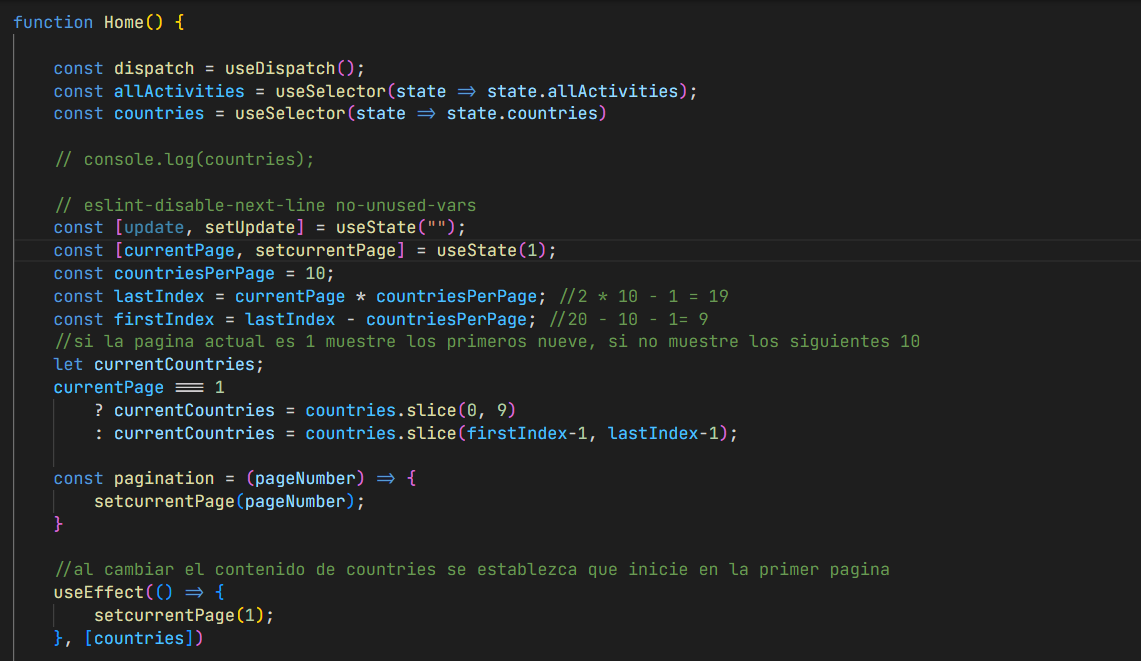 function Home() {
const dispatch = useDispatch();
const allActivities = useSelector(state => state.allActivities);
const countries = useSelector(state => state.countries)
// console.log(countries);
// eslint-disable-next-line no-unused-vars
const [update, setUpdate] = useState("");
const [currentPage, setcurrentPage] = useState(1);
const countriesPerPage = 10;
const lastIndex = currentPage * countriesPerPage; //2 * 10 - 1 = 19
const firstIndex = lastIndex - countriesPerPage; //20 - 10 - 1= 9
//si la pagina actual es 1 muestre los primeros nueve, si no muestre los siguientes 10
let currentCountries;
currentPage === 1
? currentCountries = countries.slice(0, 9)
: currentCountries = countries.slice(firstIndex-1, lastIndex-1);
const pagination = (pageNumber) => {
setcurrentPage(pageNumber);
}
//al cambiar el contenido de countries se establezca que inicie en la primer pagina
useEffect(() => {
setcurrentPage(1);
}, [countries])